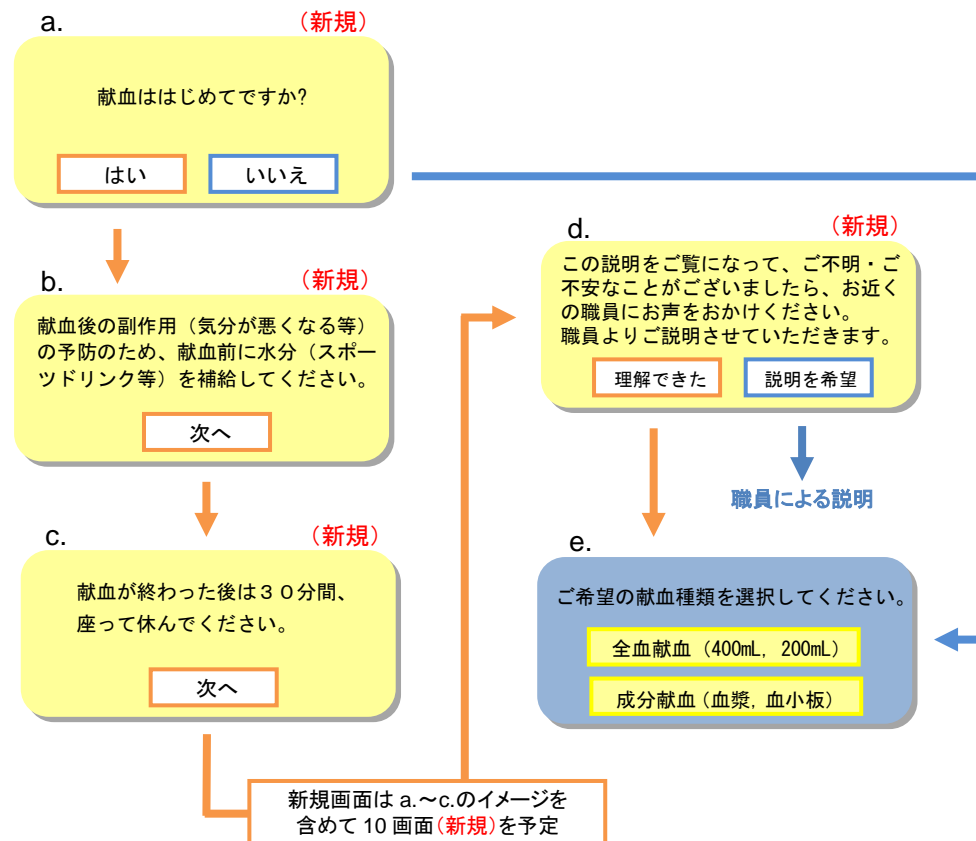 a.
（新規）
献血ははじめてですか?
はい
いいえ
b.
（新規）
献血後の副作用（気分が悪くなる等）
の予防のため、献血前に水分（スポー
ツドリンク等）を補給してください。
次へ
c.
（新規）
献血が終わった後は３０分間、
座って休んでください。
次へ
新規画面は a.～c.のイメージを
含めて 10 画面(新規)を予定
d.
（新規）
この説明をご覧になって、ご不明・ご
不安なことがございましたら、お近く
の職員にお声をおかけください。
職員よりご説明させていただきます。
理解できた
説明を希望
職員による説明
e.
ご希望の献血種類を選択してください。
全血献血（400mL, 200mL）
成分献血（血漿, 血小板）